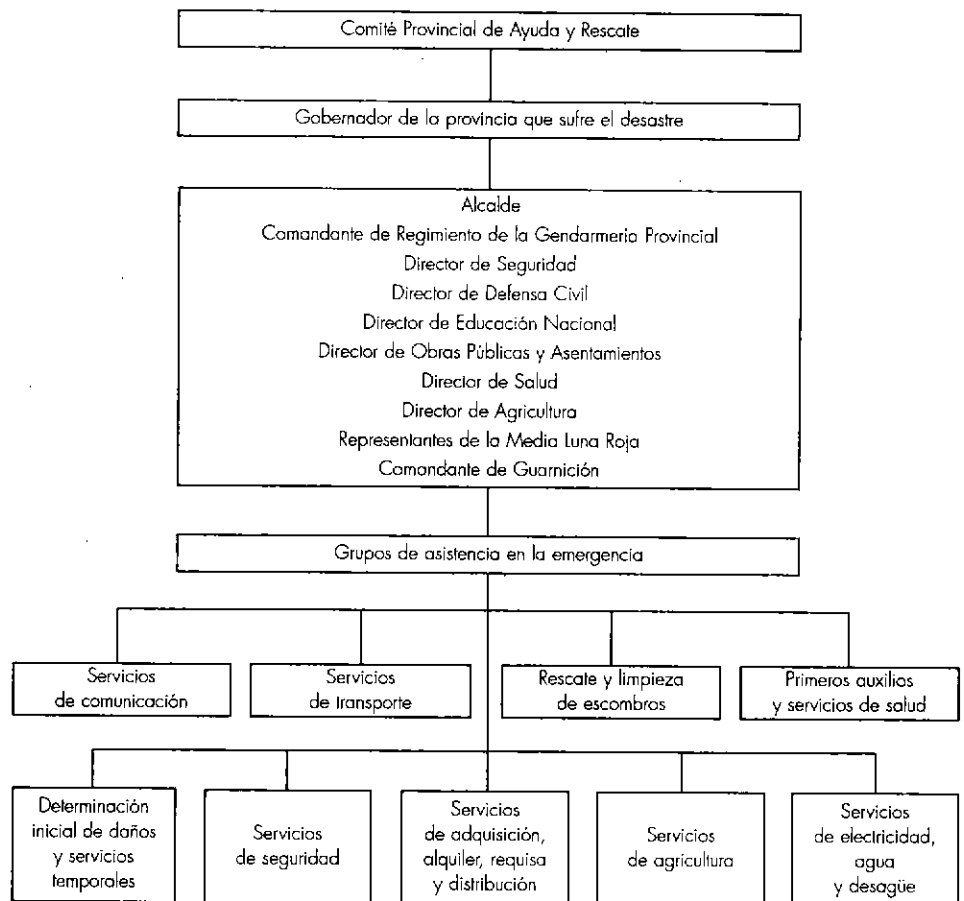 Comité Provincial de Ayuda y Rescate
Gobernador de la provincia que sufre el desastre
Alcalde
Comandante de Regimiento de la Gendarmeria Provincial
Director de Seguridad
Director de Defensa Civil
Director de Educación Nacional
Director de Obras Públicas y Asentamientos
Director de Salud
Director de Agricultura
Representantes de la Media Luna Roja
Comandante de Guarnición
Grupos de asistencia en la emergencia
Servicios
de comunicación
Servicios
de transporte
Rescate y limpieza
de escombros
Primeros auxilios
y servicios de salud
Determinación
inicial de daños
y servicios
temporales
Servicios
de seguridad
Servicios
de adquisición,
alquiler, requisa
y distribución
Servicios
de agricultura
Servicios
de electricidad,
agua
y desagüe